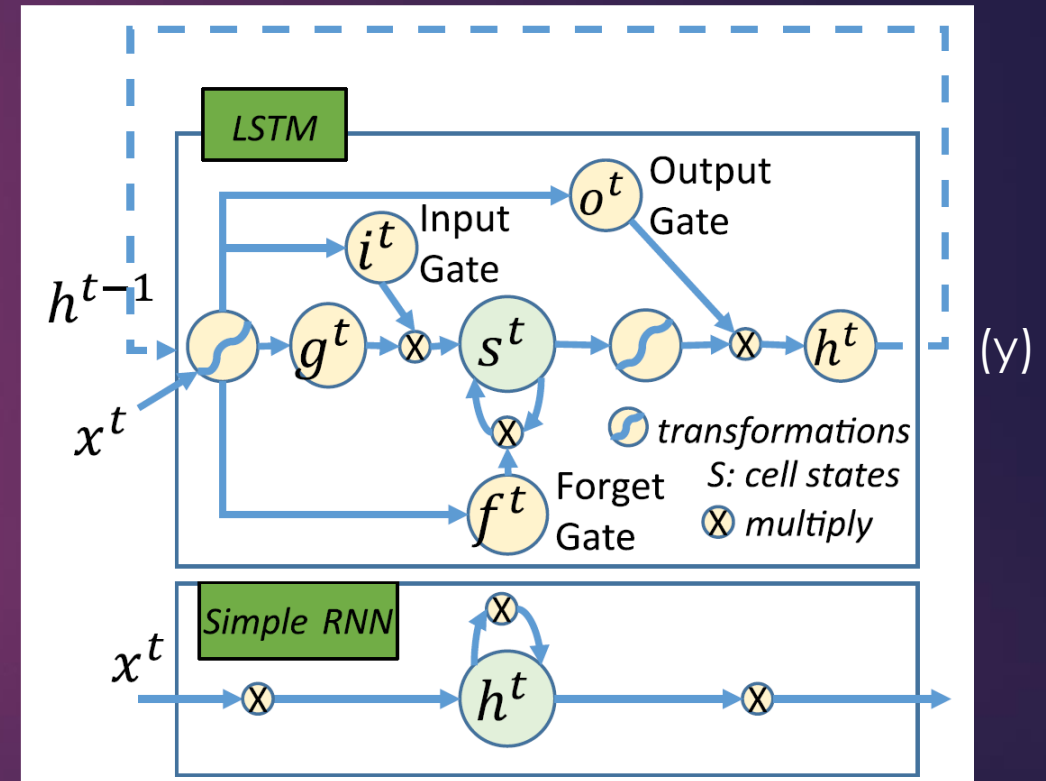 LSTM
o^t
Output
Gate
i^t
Input
Gate
h^{t-1}
g^t
X
s^t
X
h^t
(y)
x^t
X
transformations
S: cell states
f^t
Forget
Gate
X multiply
Simple RNN
X
x^t
X
h^t
X